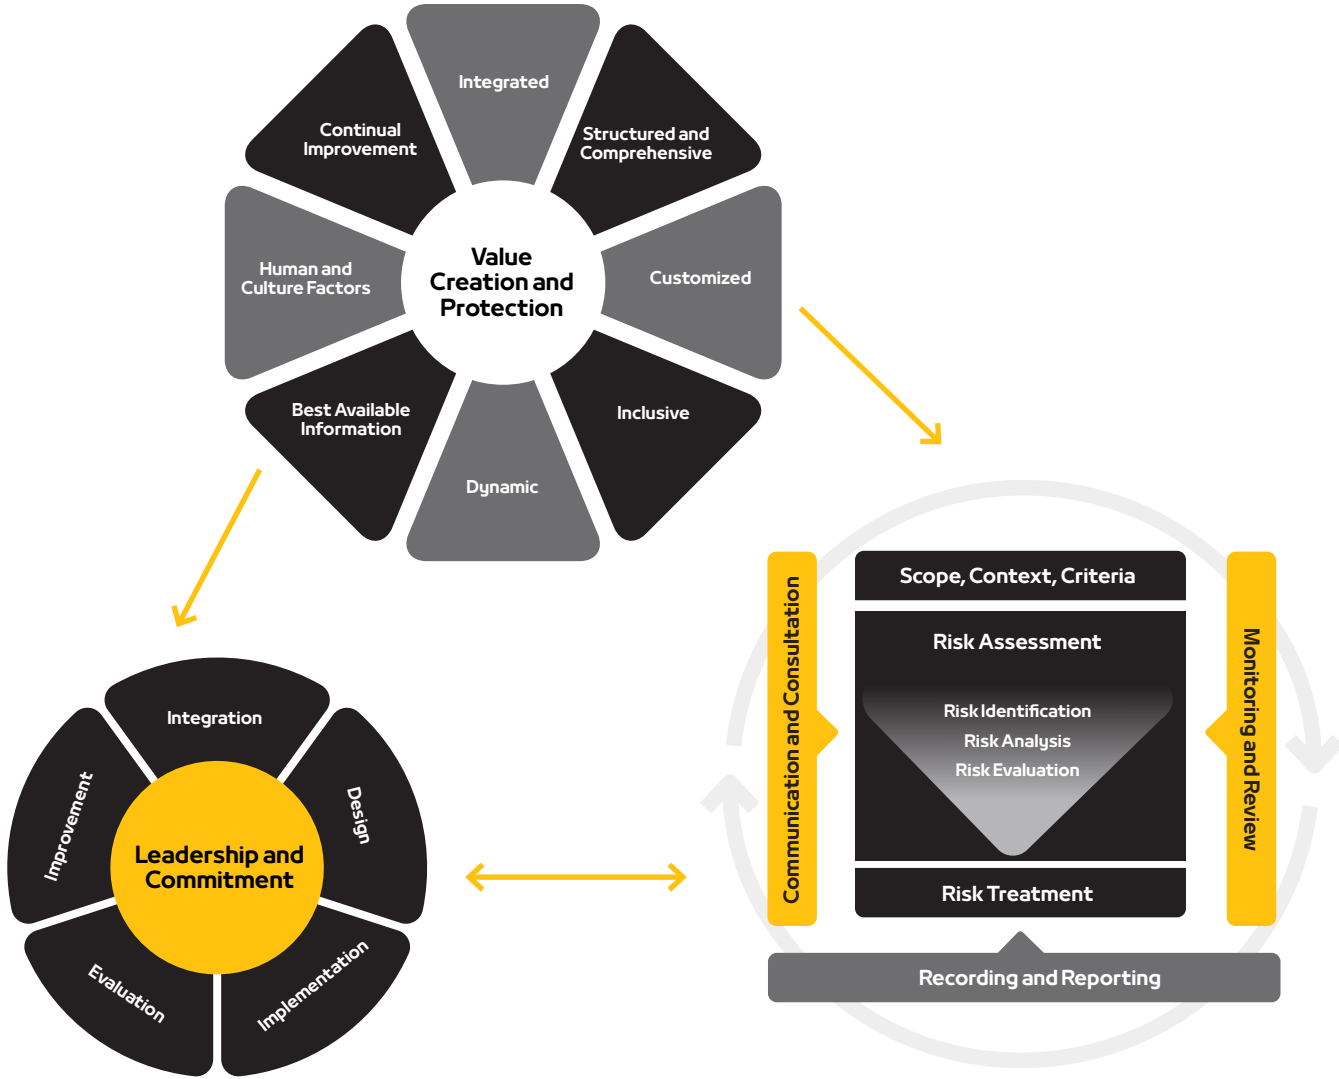 Integrated
Structured and
Comprehensive
Customized
Inclusive
Dynamic
Best Available
Information
Human and
Culture Factors
Continual
Improvement
Value
Creation and
Protection
Integration
Design
Implementation
Evaluation
Improvement
Leadership and
Commitment
Scope, Context, Criteria
Risk Assessment
Risk Identification
Risk Analysis
Risk Evaluation
Risk Treatment
Communication and Consultation
Monitoring and Review
Recording and Reporting